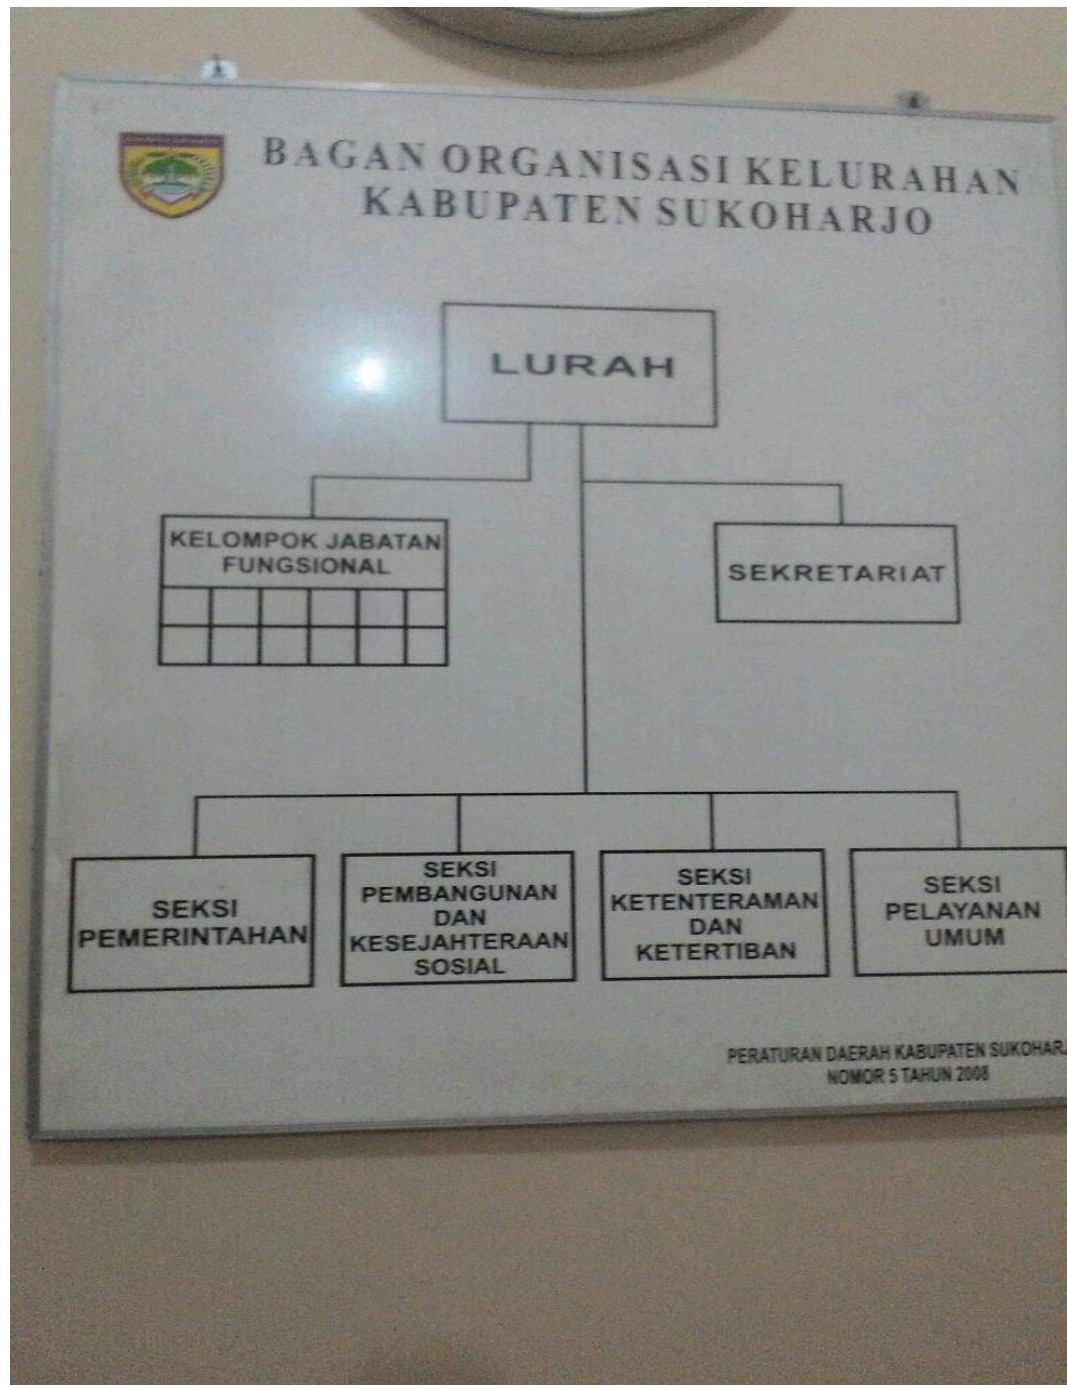 BAGAN ORGANISASI KELURAHAN
KABUPATEN SUKOHARJO
LURAH
KELOMPOK JABATAN
FUNGSIONAL
SEKRETARIAT
SEKSI
PEMERINTAHAN
SEKSI
PEMBANGUNAN
DAN
KESEJAHTERAAN
SOSIAL
SEKSI
KETENTERAMAN
DAN
KETERTIBAN
SEKSI
PELAYANAN
UMUM
PERATURAN DAERAH KABUPATEN SUKOHARJ
NOMOR 5 TAHUN 2008